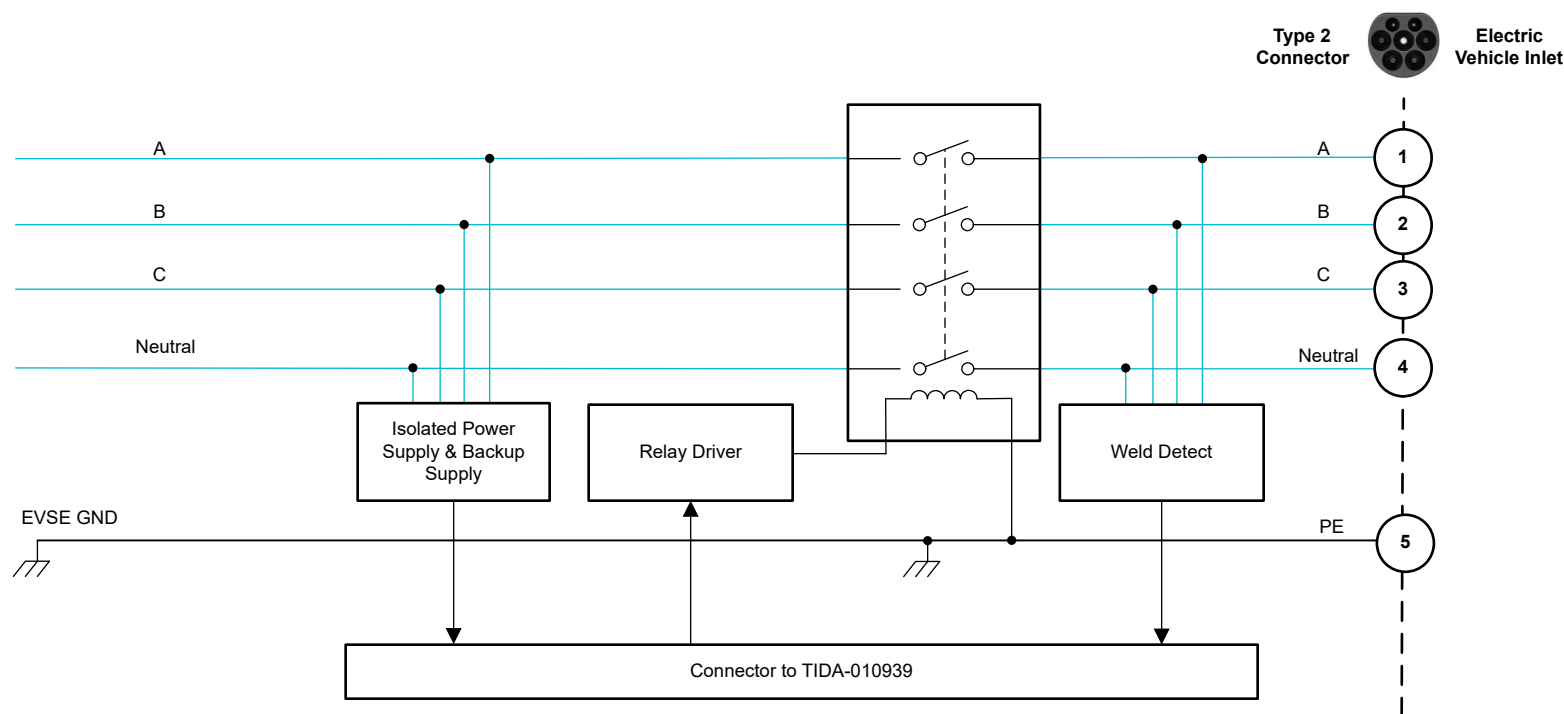 Type 2
Connector
Electric
Vehicle Inlet
A
A
1
B
B
2
C
C
3
Neutral
Neutral
4
Isolated Power
Supply & Backup
Supply
Relay Driver
Weld Detect
EVSE GND
PE
5
Connector to TIDA-010939